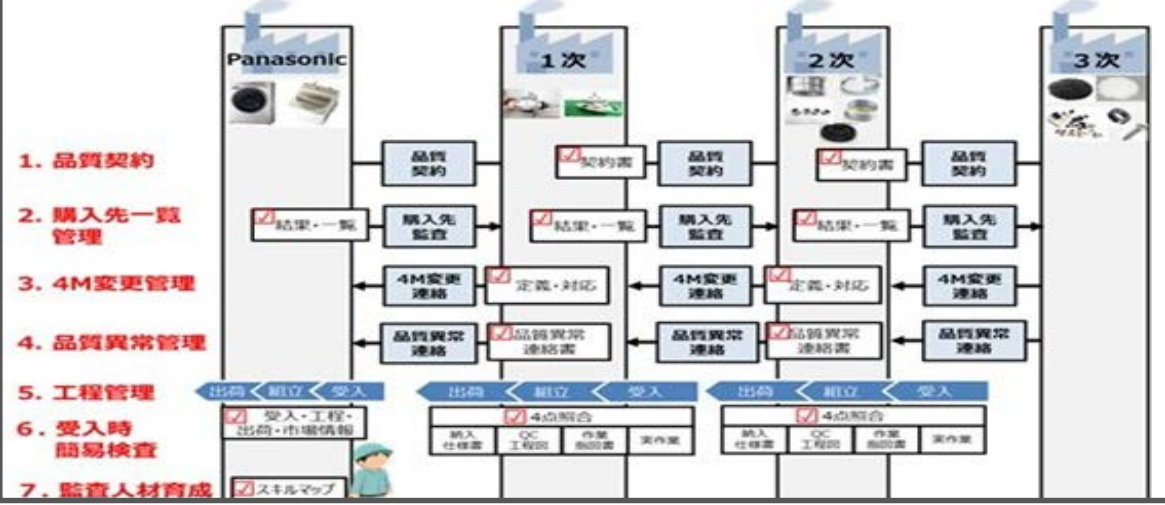 Panasonic
1次
2次
3次
1. 品質契約
品質
契約
契約書
品質
契約
契約書
品質
契約
2. 購入先一覧
管理
結果・一覧
購入先
監査
結果・一覧
購入先
監査
結果・一覧
購入先
監査
3. 4M変更管理
4M変更
連絡
定義・対応
4M変更
連絡
定義・対応
4M変更
連絡
4. 品質異常管理
品質異常
連絡
品質異常
連絡書
品質異常
連絡
品質異常
連絡書
品質異常
連絡
5. 工程管理
出荷 組立 受入
出荷 組立 受入
出荷 組立 受入
6. 受入時
簡易検査
受入・工程・
出荷・市場情報
4点照合
納入
仕様書
QC
工程図
作業
指図書
実作業
4点照合
納入
仕様書
QC
工程図
作業
指図書
実作業
7. 監査人材育成
スキルマップ